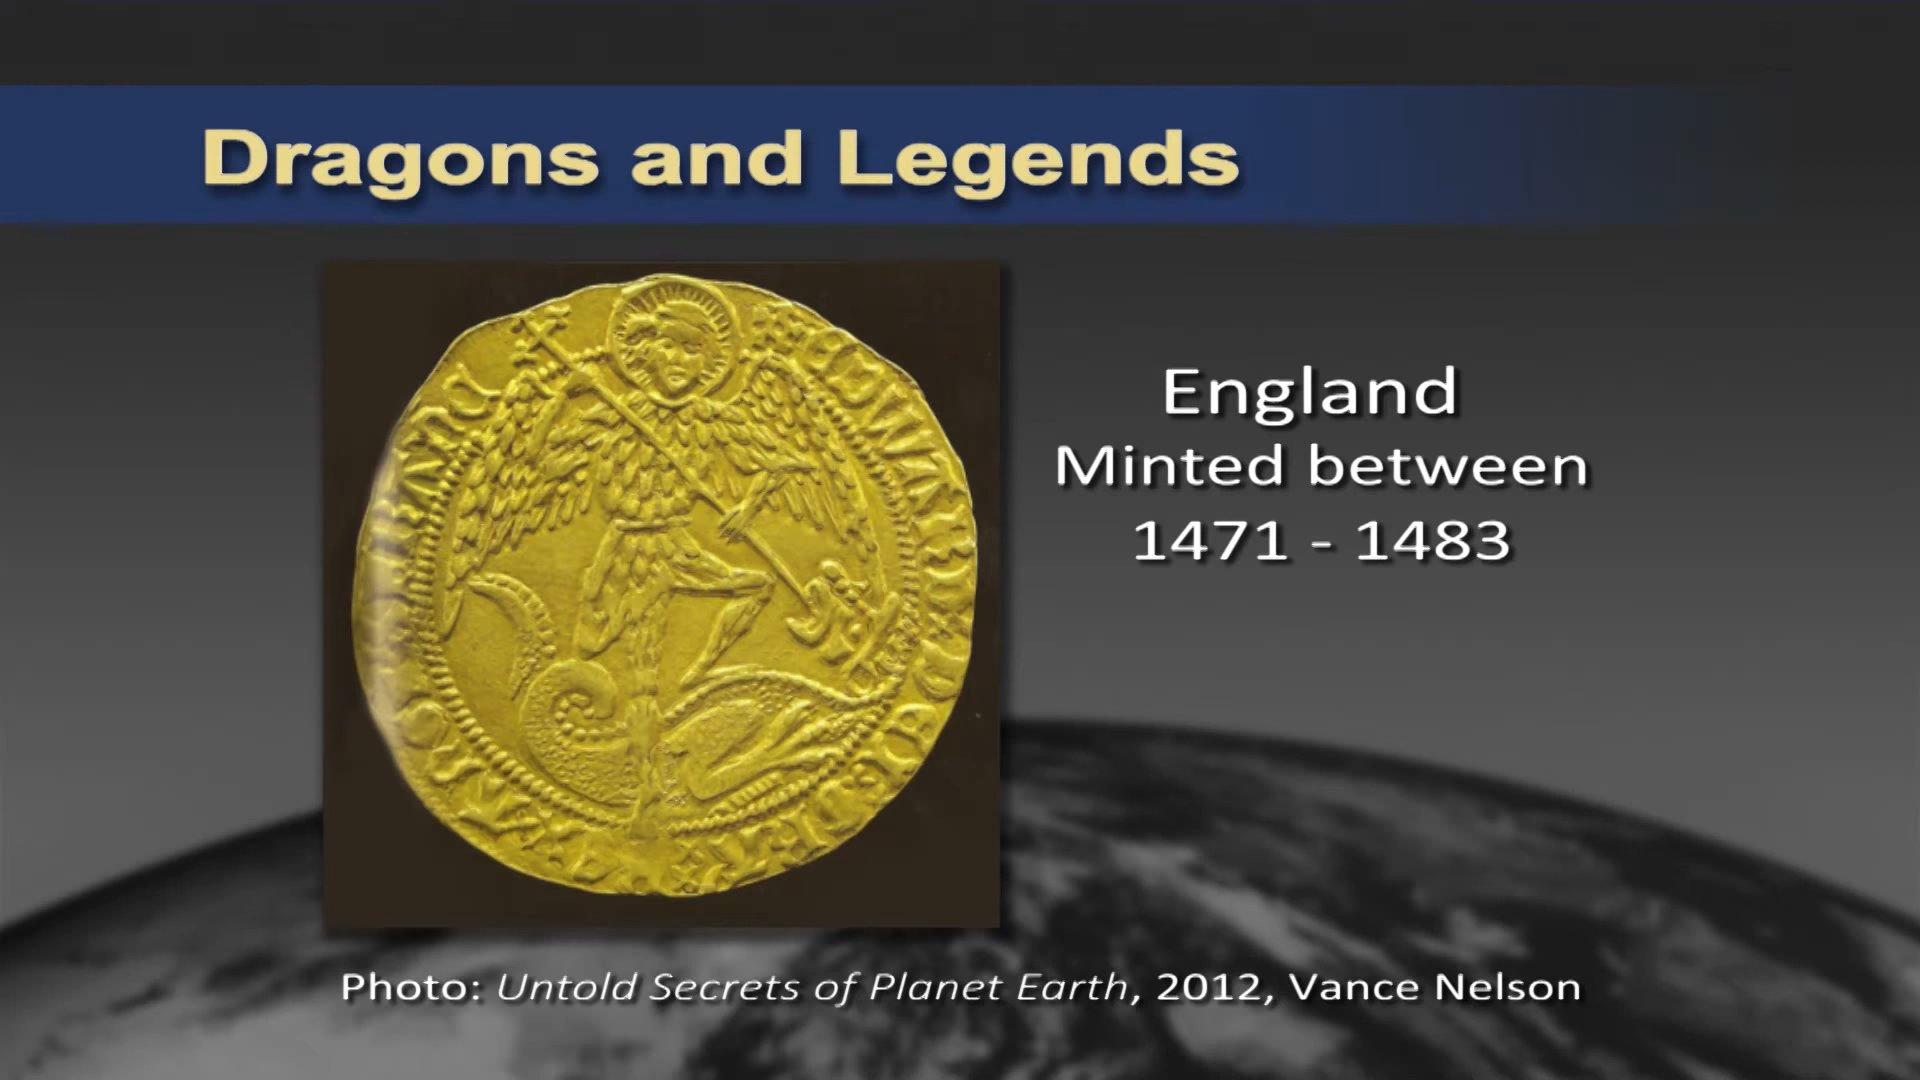 Dragons and Legends
England
Minted between
1471 - 1483
Photo: Untold Secrets of Planet Earth, 2012, Vance Nelson